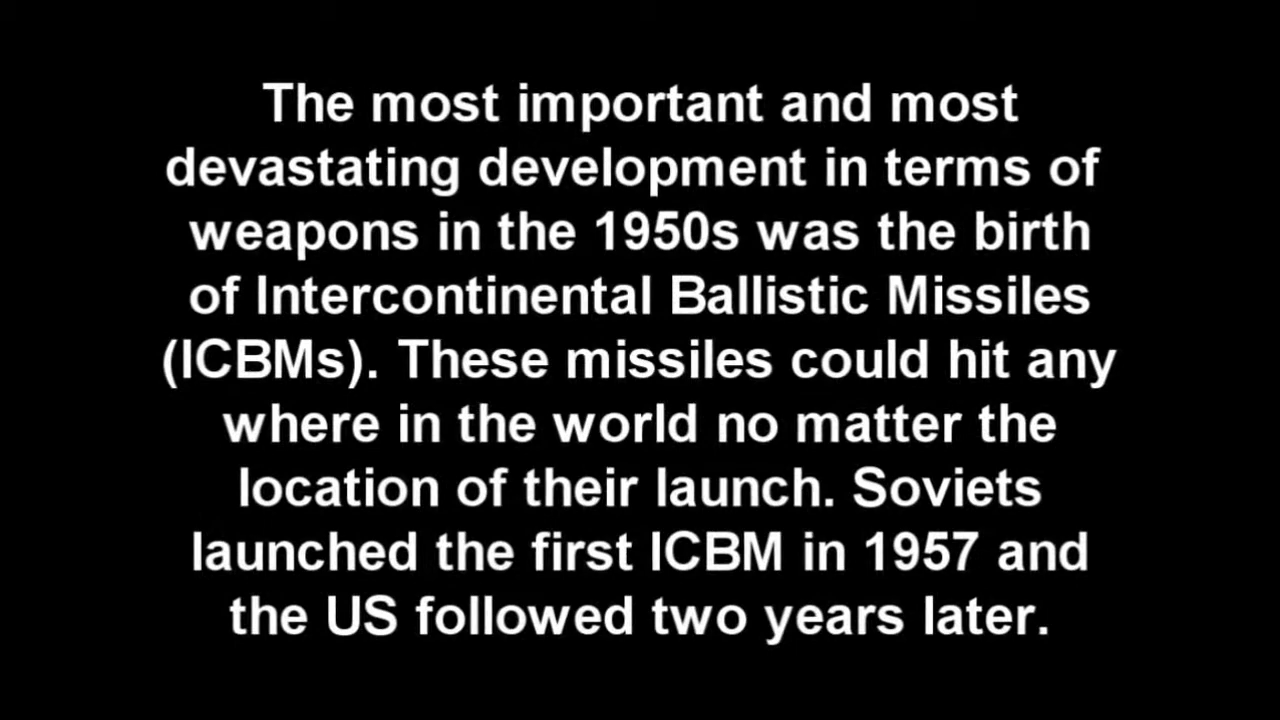 The most important and most
devastating development in terms of
weapons in the 1950s was the birth
of Intercontinental Ballistic Missiles
(ICBMs). These missiles could hit any
where in the world no matter the
location of their launch. Soviets
launched the first ICBM in 1957 and
the US followed two years later.